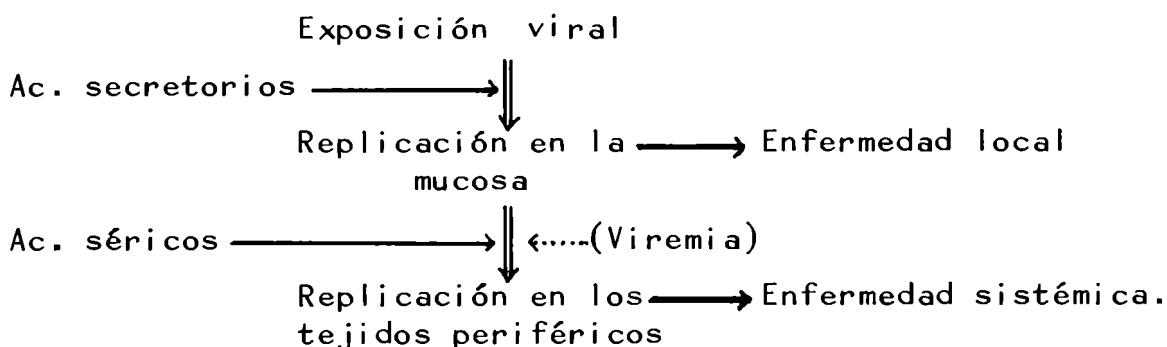 Exposición viral
Ac. secretorios
Replicación en la Enfermedad local
mucosa
Ac. séricos (Viremia)
Replicación en los Enfermedad sistémica.
tejidos periféricos